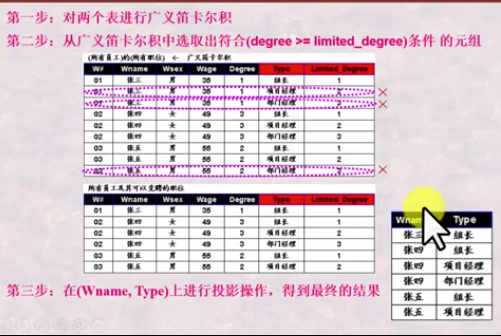 第一步：对两个表进行广义笛卡尔积
第二步：从广义笛卡尔积中选取出符合(degree >= limited_degree)条件 的元组
(所有员工)的(所有职位) ← 广义笛卡尔积
W# Wname Wsex Wage Degree Type Limited_Degree
01 张三 男 35 1 组长 1
01 张三 男 35 1 项目经理 2 ×
01 张三 男 35 1 部门经理 3 ×
02 张四 女 49 3 组长 1
02 张四 女 49 3 项目经理 2
02 张四 女 49 3 部门经理 3
03 张五 男 55 2 组长 1
03 张五 男 55 2 项目经理 2
03 张五 男 55 2 部门经理 3 ×
所有员工及其可以竞聘的职位
W# Wname Wsex Wage Degree Type Limited_Degree
01 张三 男 35 1 组长 1
02 张四 女 49 3 组长 1
02 张四 女 49 3 项目经理 2
02 张四 女 49 3 部门经理 3
03 张五 男 55 2 组长 1
03 张五 男 55 2 项目经理 2
Type
张三 组长
张四 组长
张四 项目经理
张四 部门经理
张五 组长
张五 项目经理
第三步：在(Wname, Type)上进行投影操作，得到最终的结果